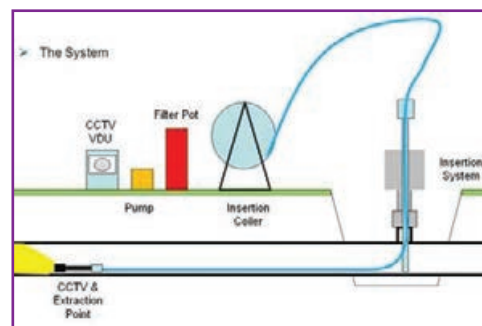 ➢ The System
CCTV
VDU
Filter Pot
Pump
Insertion
Coiler
Insertion
System
CCTV &
Extraction
Point